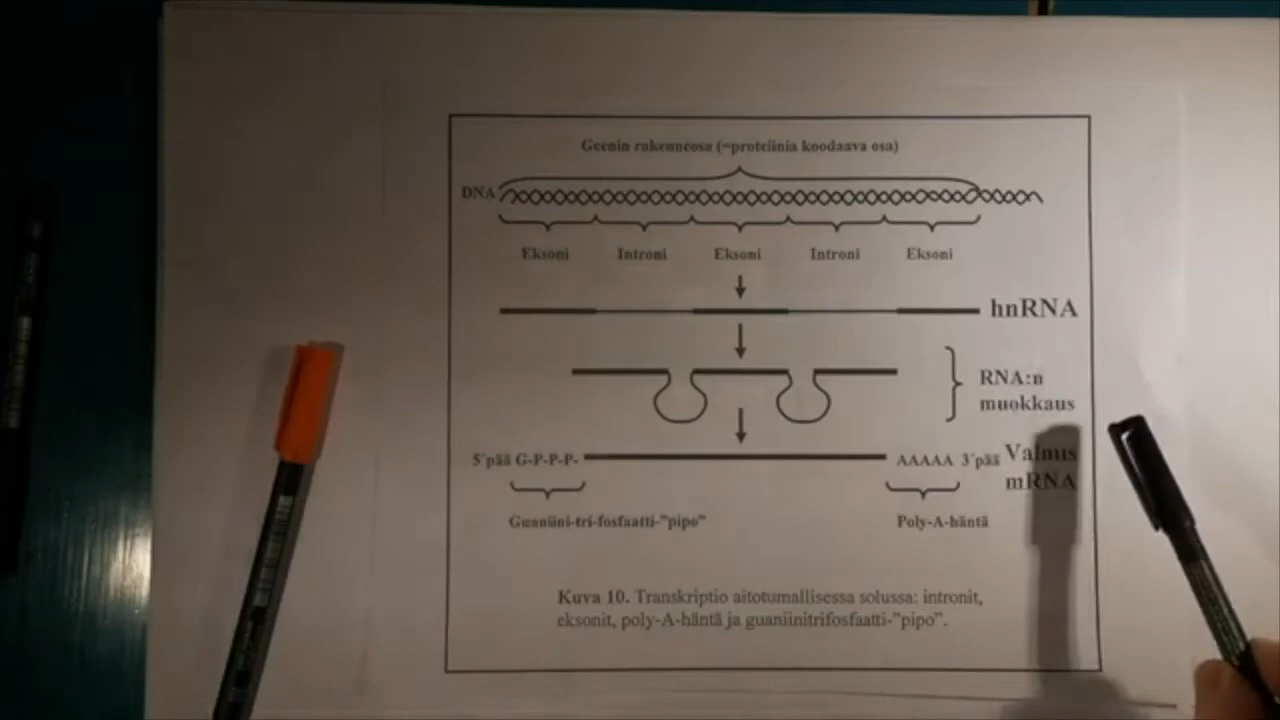 Geenin rakenneosa (=proteiinia koodaava osa)
DNA
Eksoni Introni Eksoni Introni Eksoni
hnRNA
RNA:n
muokkaus
5´pää G-P-P-P- AAAAA 3´pää Valmis
mRNA
Guaniini-tri-fosfaatti-"pipo" Poly-A-häntä
Kuva 10. Transkriptio aitotumallisessa solussa: intronit,
eksonit, poly-A-häntä ja guaniinitrifosfaatti-"pipo".